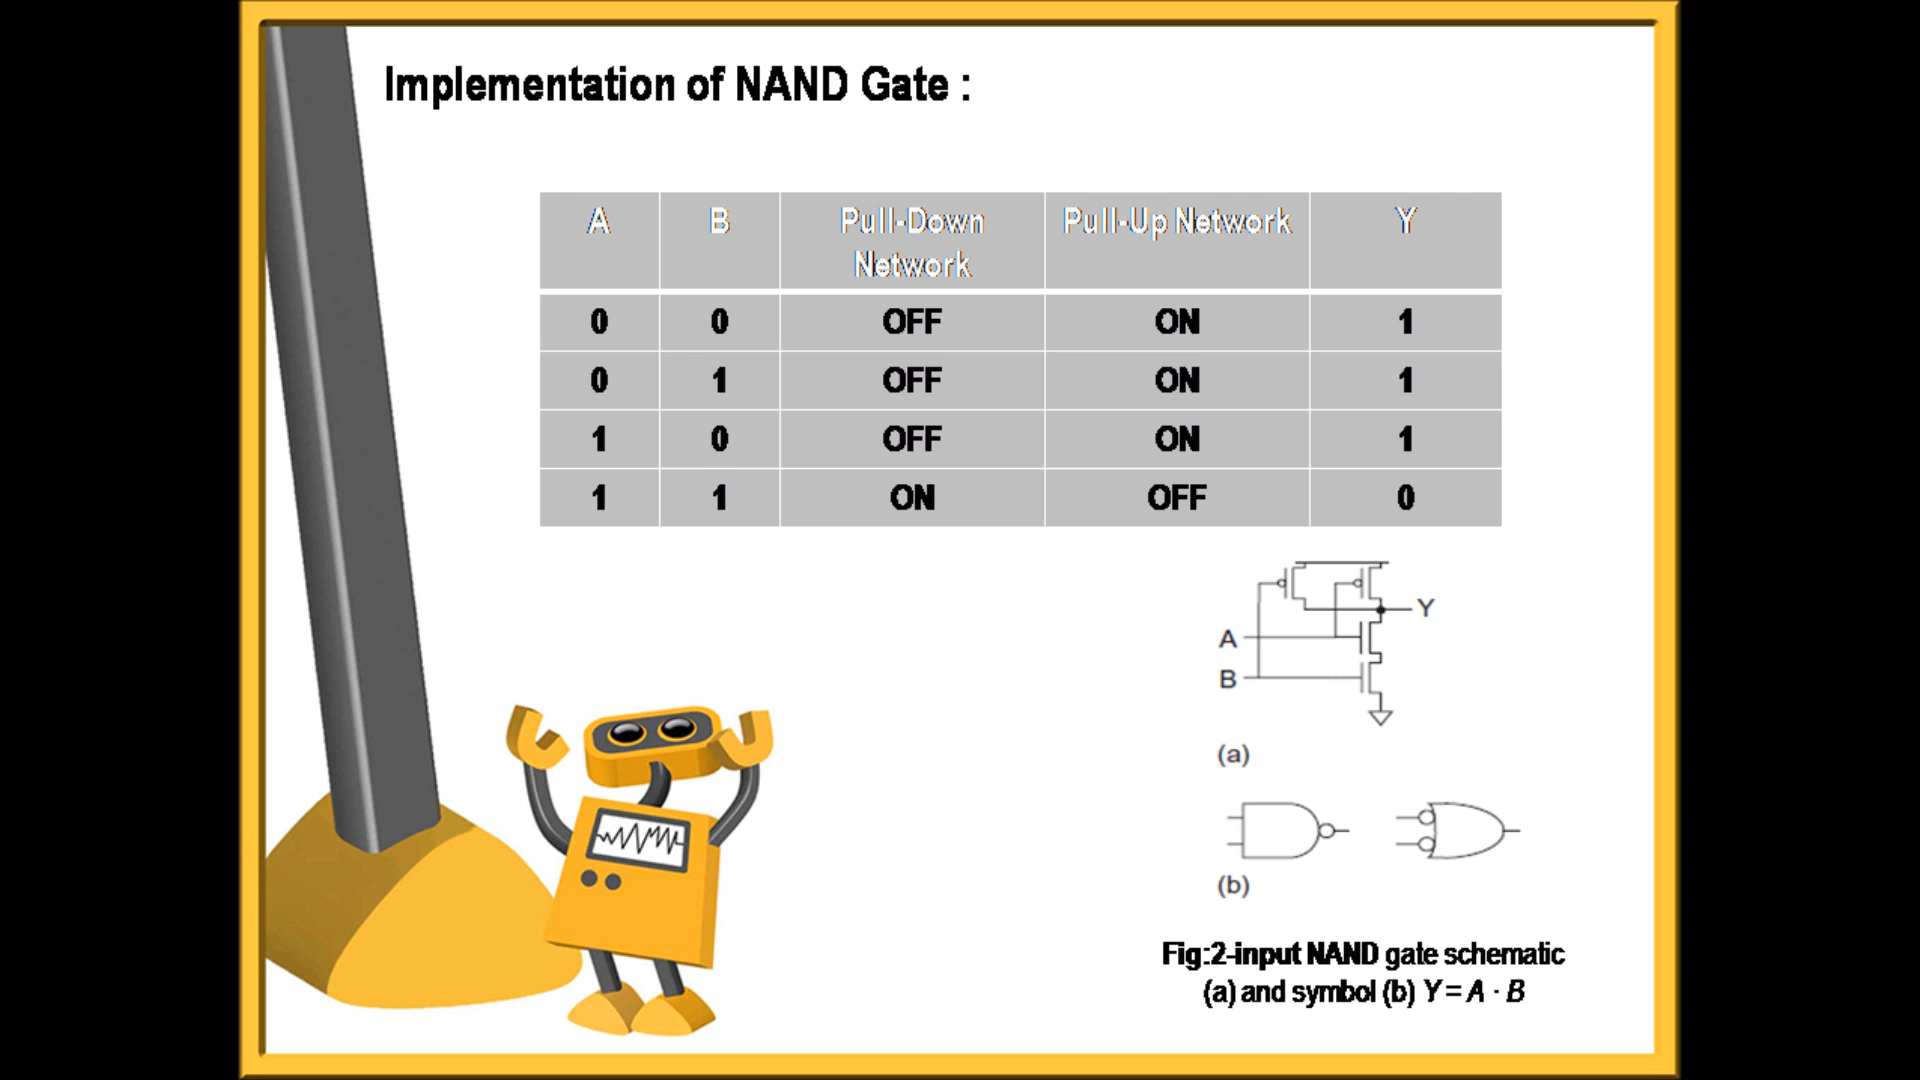 Implementation of NAND Gate :
A B Pull-Down Network Pull-Up Network Y
0 0 OFF ON 1
0 1 OFF ON 1
1 0 OFF ON 1
1 1 ON OFF 0
Y
A
B
(a)
(b)
Fig:2-input NAND gate schematic
(a) and symbol (b) Y = A · B